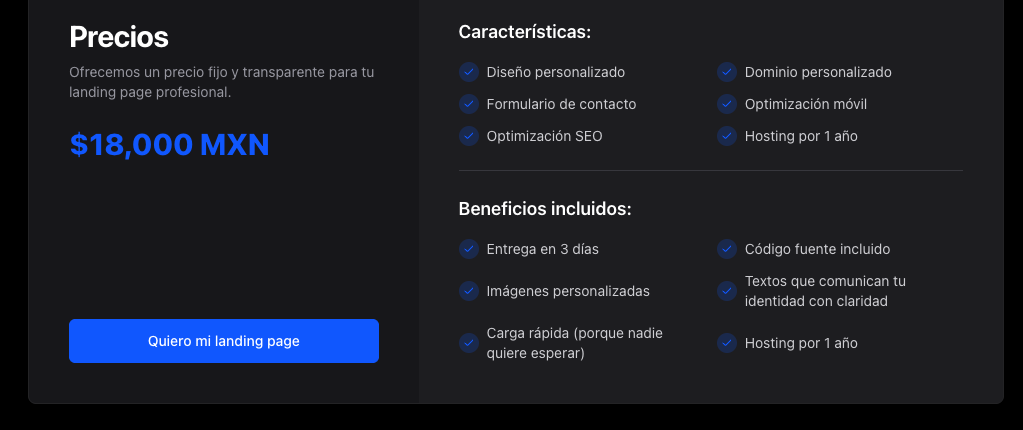 Precios
Ofrecemos un precio fijo y transparente para tu
landing page profesional.
$18,000 MXN
Quiero mi landing page
Características:
Diseño personalizado
Dominio personalizado
Formulario de contacto
Optimización móvil
Optimización SEO
Hosting por 1 año
Beneficios incluidos:
Entrega en 3 días
Código fuente incluido
Imágenes personalizadas
Textos que comunican tu
identidad con claridad
Carga rápida (porque nadie
quiere esperar)
Hosting por 1 año